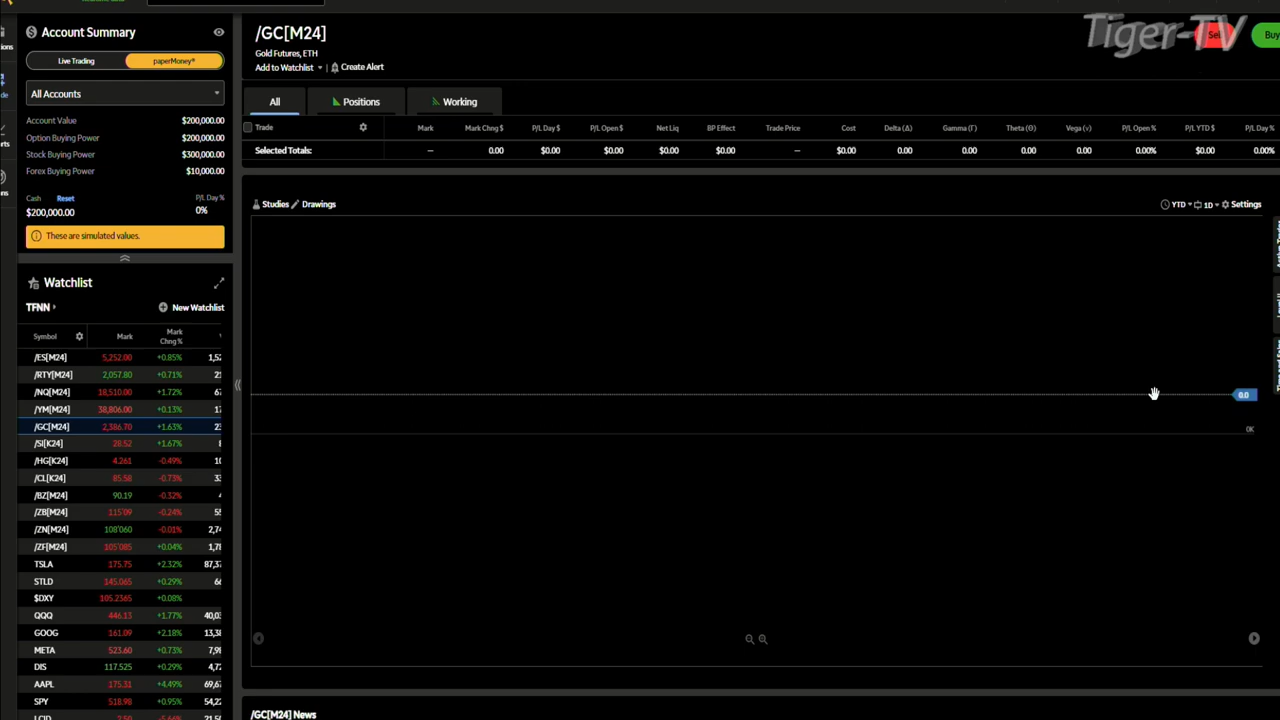 Tiger-TV
Account Summary
Live Trading paperMoney®
All Accounts
Account Value $200,000.00
Option Buying Power $200,000.00
Stock Buying Power $300,000.00
Forex Buying Power $10,000.00
Cash Reset P/L Day %
$200,000.00 0%
These are simulated values.
Watchlist
TFNN New Watchlist
Symbol Mark Mark Chng %
/ES[M24] 5,252.00 +0.85%
/RTY[M24] 2,057.80 +0.71%
/NQ[M24] 18,510.00 +1.72%
/YM[M24] 38,806.00 +0.13%
/GC[M24] 2,386.70 +1.63%
/SI[K24] 28.52 +1.67%
/HG[K24] 4.261 -0.49%
/CL[K24] 85.58 -0.73%
/BZ[M24] 90.19 -0.32%
/ZB[M24] 115'09 -0.24%
/ZN[M24] 108'060 -0.01%
/ZF[M24] 105'085 +0.04%
TSLA 175.75 +2.32%
STLD 145.065 +0.29%
$DXY 105.2365 +0.08%
QQQ 446.13 +1.77%
GOOG 161.09 +2.18%
META 523.60 +0.73%
DIS 117.525 +0.29%
AAPL 175.31 +4.49%
SPY 518.98 +0.95%
/GC[M24]
Gold Futures, ETH
Add to Watchlist Create Alert
Sell Buy
All Positions Working
Trade Mark Mark Chng $ P/L Day $ P/L Open $ Net Liq BP Effect Trade Price Cost Delta (Δ) Gamma (Γ) Theta (Θ) Vega (ν) P/L Open % P/L YTD $ P/L Day %
Selected Totals: — 0.00 $0.00 $0.00 $0.00 $0.00 — $0.00 0.00 0.00 0.00 0.00 0.00% $0.00 0.00%
Studies Drawings YTD 1D Settings
0.0
0K
/GC[M24] News